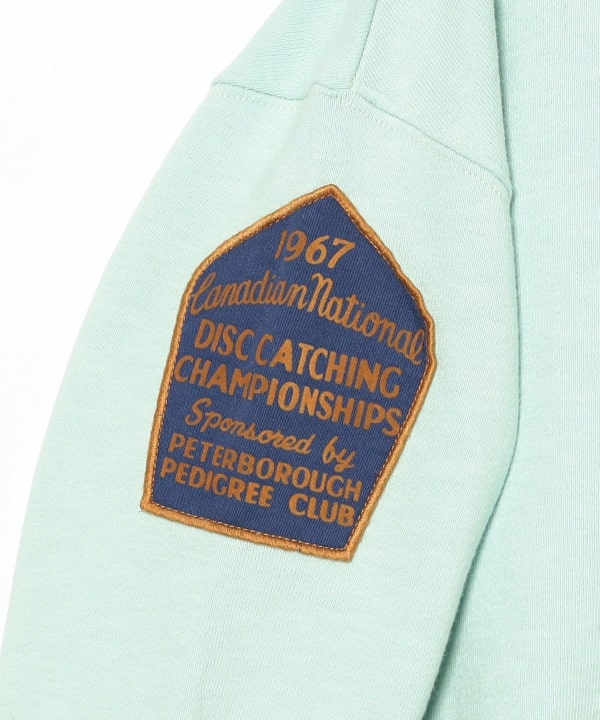 1967
Canadian National
DISC CATCHING
CHAMPIONSHIPS
Sponsored by
PETERBOROUGH
PEDIGREE CLUB